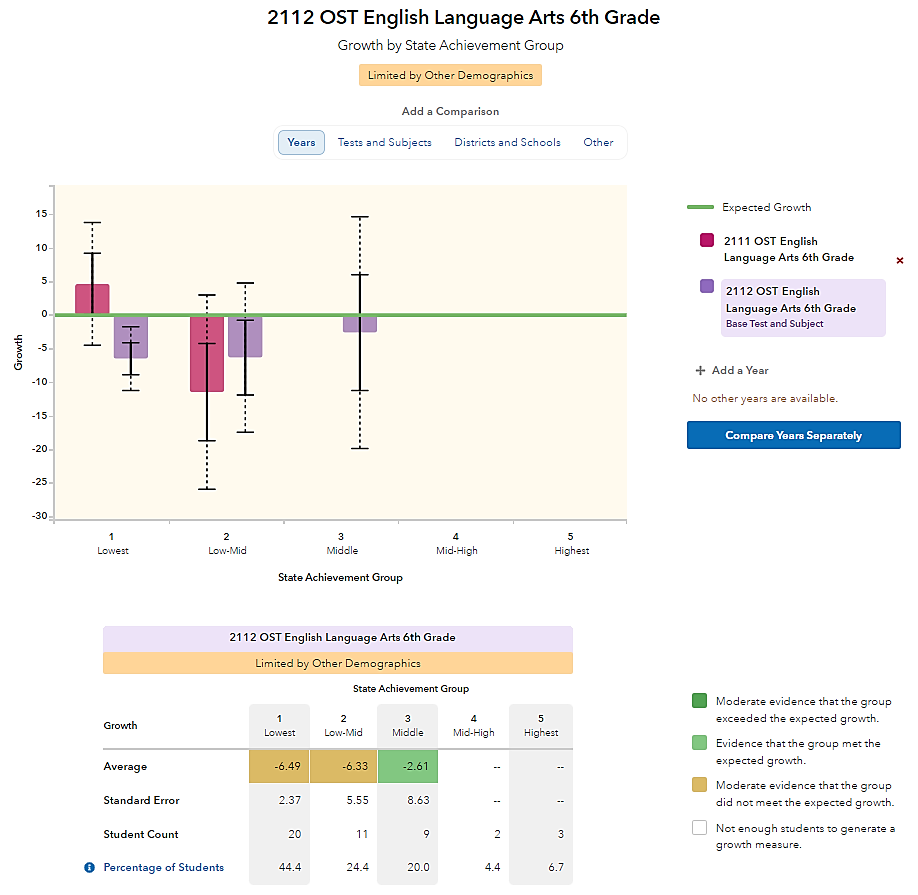 2112 OST English Language Arts 6th Grade
Growth by State Achievement Group
Limited by Other Demographics
Add a Comparison
Years Tests and Subjects Districts and Schools Other
15
10
5
0
-5
-10
-15
-20
-25
-30
Growth
1 2 3 4 5
Lowest Low-Mid Middle Mid-High Highest
State Achievement Group
Expected Growth
2111 OST English
Language Arts 6th Grade
2112 OST English
Language Arts 6th Grade
Base Test and Subject
+ Add a Year
No other years are available.
Compare Years Separately
2112 OST English Language Arts 6th Grade
Limited by Other Demographics
State Achievement Group
Growth
1 2 3 4 5
Lowest Low-Mid Middle Mid-High Highest
Average -6.49 -6.33 -2.61 -- --
Standard Error 2.37 5.55 8.63 -- --
Student Count 20 11 9 2 3
Percentage of Students 44.4 24.4 20.0 4.4 6.7
Moderate evidence that the group
exceeded the expected growth.
Evidence that the group met the
expected growth.
Moderate evidence that the group
did not meet the expected growth.
Not enough students to generate a
growth measure.